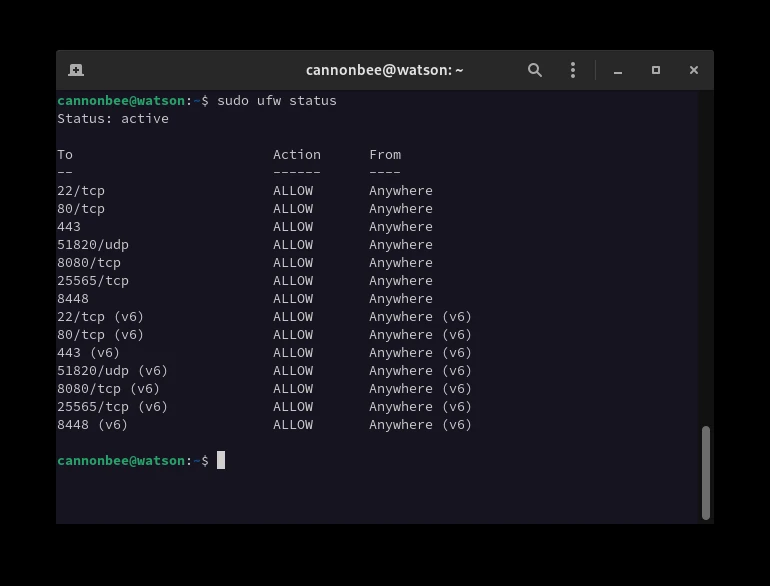 cannonbee@watson: ~
cannonbee@watson:~$ sudo ufw status
Status: active
To Action From
-- ------ ----
22/tcp ALLOW Anywhere
80/tcp ALLOW Anywhere
443 ALLOW Anywhere
51820/udp ALLOW Anywhere
8080/tcp ALLOW Anywhere
25565/tcp ALLOW Anywhere
8448 ALLOW Anywhere
22/tcp (v6) ALLOW Anywhere (v6)
80/tcp (v6) ALLOW Anywhere (v6)
443 (v6) ALLOW Anywhere (v6)
51820/udp (v6) ALLOW Anywhere (v6)
8080/tcp (v6) ALLOW Anywhere (v6)
25565/tcp (v6) ALLOW Anywhere (v6)
8448 (v6) ALLOW Anywhere (v6)
cannonbee@watson:~$